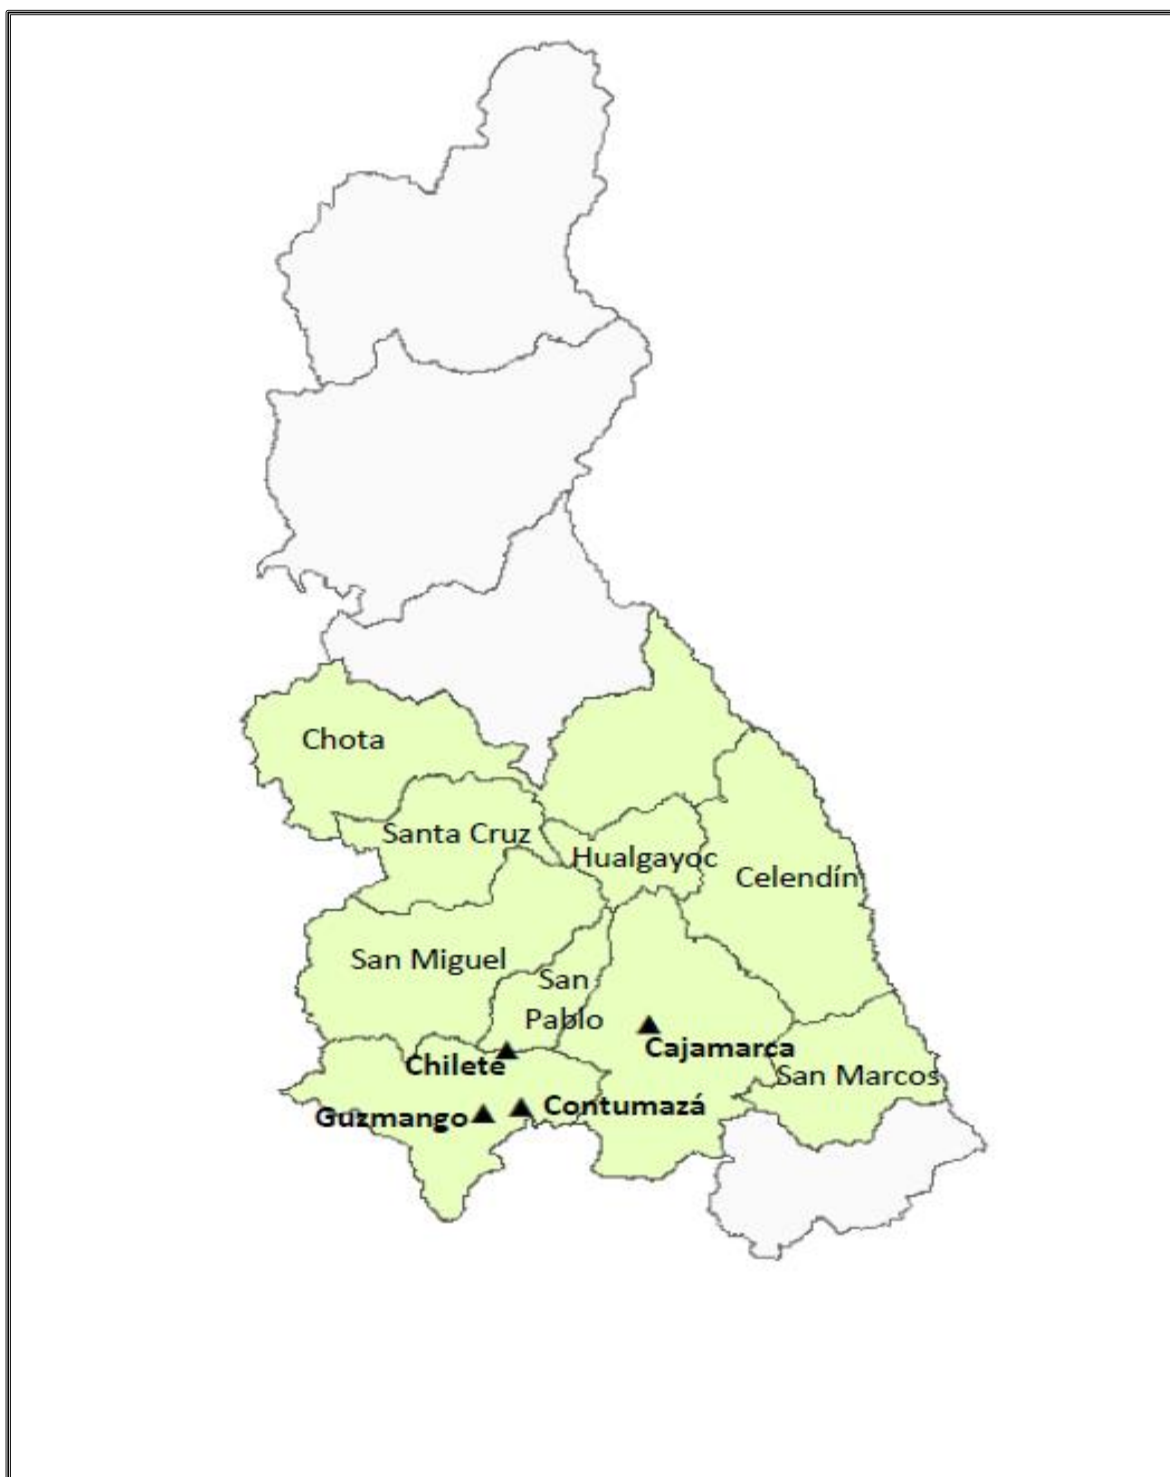 Chota
Santa Cruz
Hualgayoc
Celendín
San Miguel
San
Pablo
Cajamarca
Chilete
San Marcos
Guzmango
Contumazá